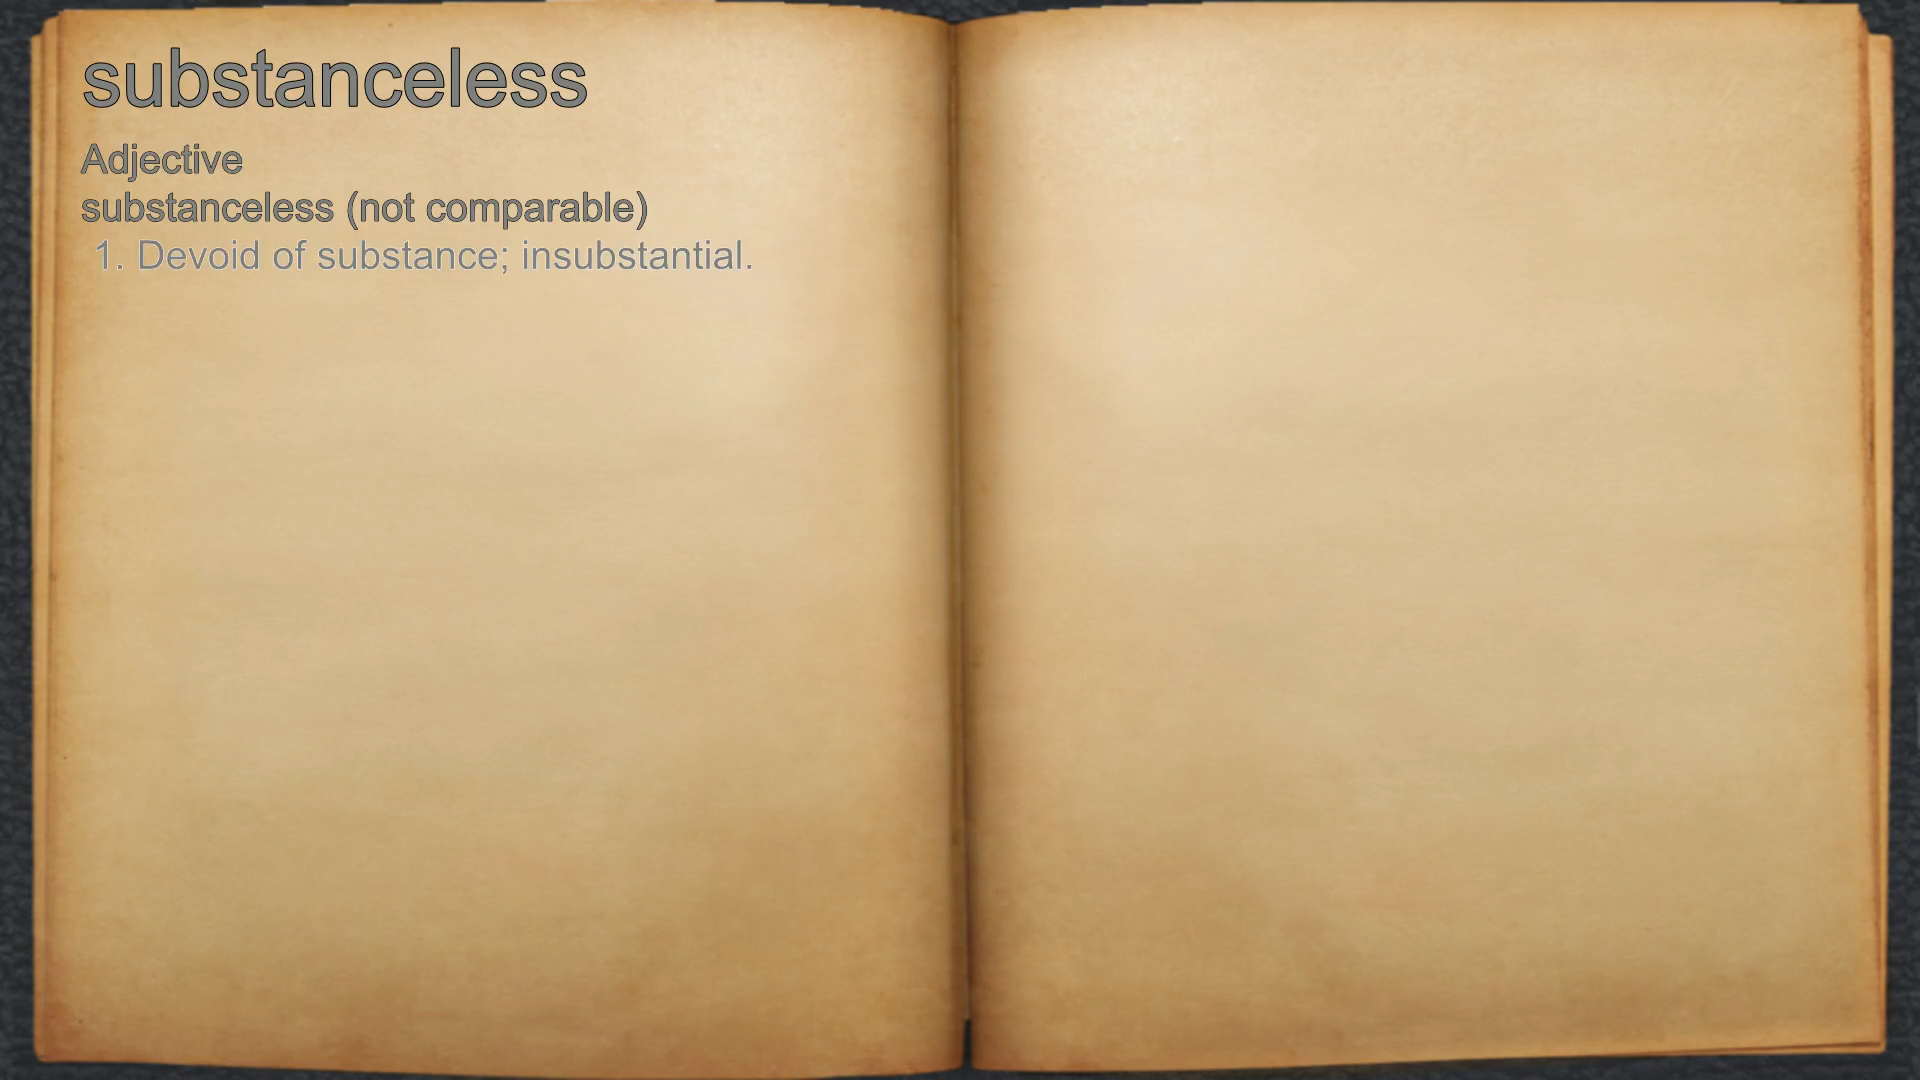 substanceless
Adjective
substanceless (not comparable)
1. Devoid of substance; insubstantial.